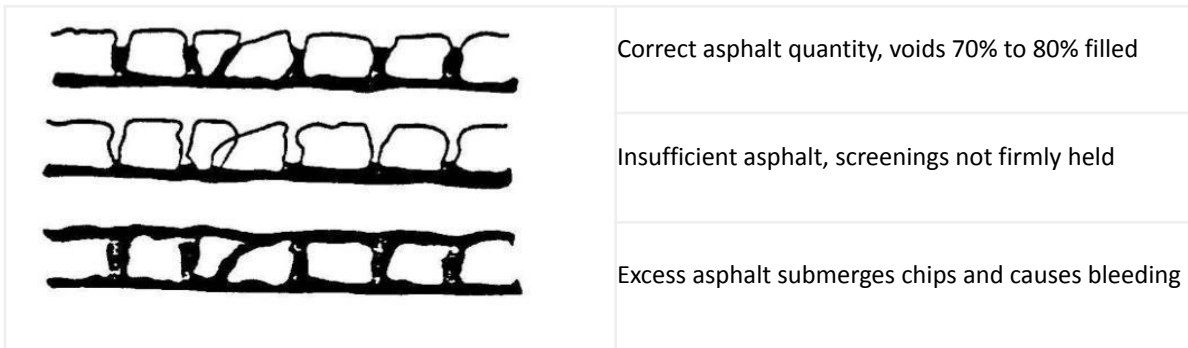 Correct asphalt quantity, voids 70% to 80% filled
Insufficient asphalt, screenings not firmly held
Excess asphalt submerges chips and causes bleeding